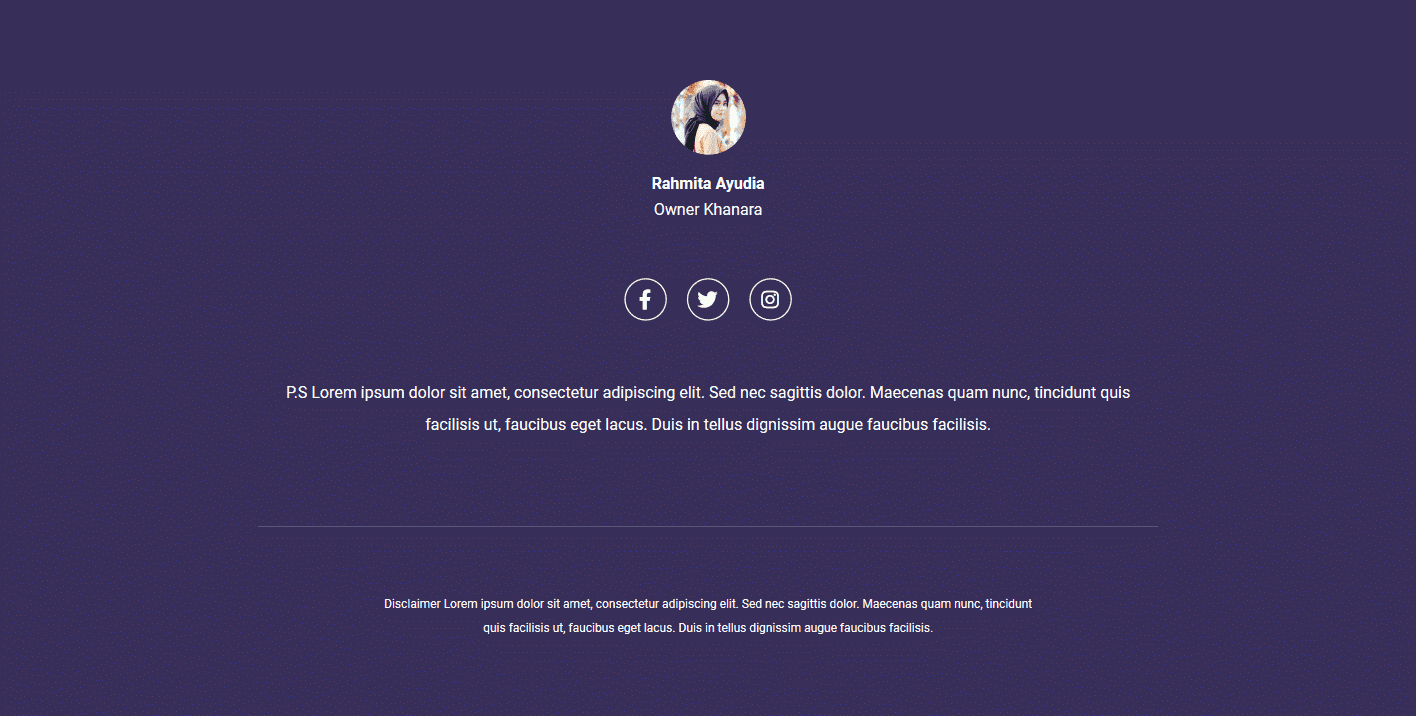 Rahmita Ayudia
Owner Khanara
P.S Lorem ipsum dolor sit amet, consectetur adipiscing elit. Sed nec sagittis dolor. Maecenas quam nunc, tincidunt quis
facilisis ut, faucibus eget lacus. Duis in tellus dignissim augue faucibus facilisis.
Disclaimer Lorem ipsum dolor sit amet, consectetur adipiscing elit. Sed nec sagittis dolor. Maecenas quam nunc, tincidunt
quis facilisis ut, faucibus eget lacus. Duis in tellus dignissim augue faucibus facilisis.